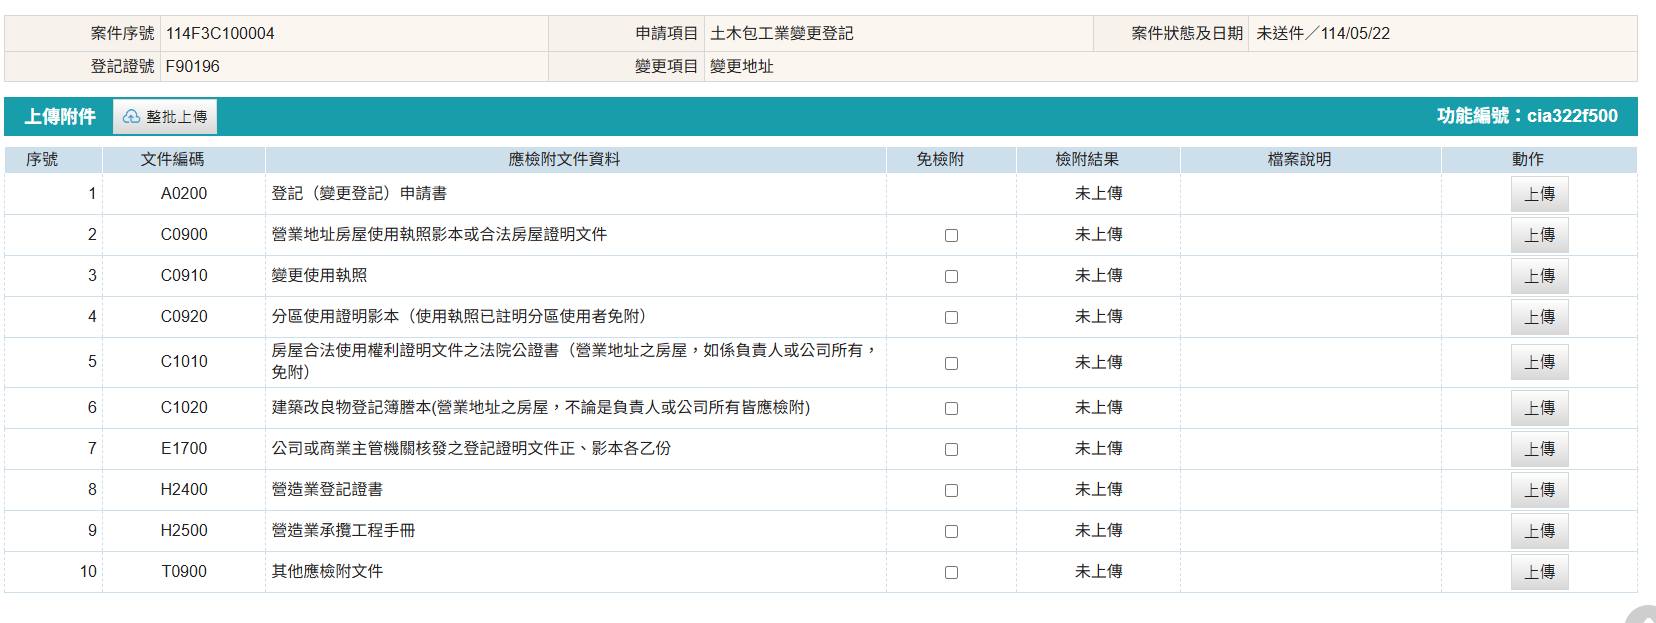 案件序號 114F3C100004 申請項目 土木包工業變更登記 案件狀態及日期 未送件／114/05/22
登記證號 F90196 變更項目 變更地址
上傳附件 整批上傳 功能編號：cia322f500
序號 文件編碼 應檢附文件資料 免檢附 檢附結果 檔案說明 動作
1 A0200 登記（變更登記）申請書 未上傳 上傳
2 C0900 營業地址房屋使用執照影本或合法房屋證明文件 未上傳 上傳
3 C0910 變更使用執照 未上傳 上傳
4 C0920 分區使用證明影本（使用執照已註明分區使用者免附） 未上傳 上傳
5 C1010 房屋合法使用權利證明文件之法院公證書（營業地址之房屋，如係負責人或公司所有，
免附） 未上傳 上傳
6 C1020 建築改良物登記簿謄本(營業地址之房屋，不論是負責人或公司所有皆應檢附) 未上傳 上傳
7 E1700 公司或商業主管機關核發之登記證明文件正、影本各乙份 未上傳 上傳
8 H2400 營造業登記證書 未上傳 上傳
9 H2500 營造業承攬工程手冊 未上傳 上傳
10 T0900 其他應檢附文件 未上傳 上傳